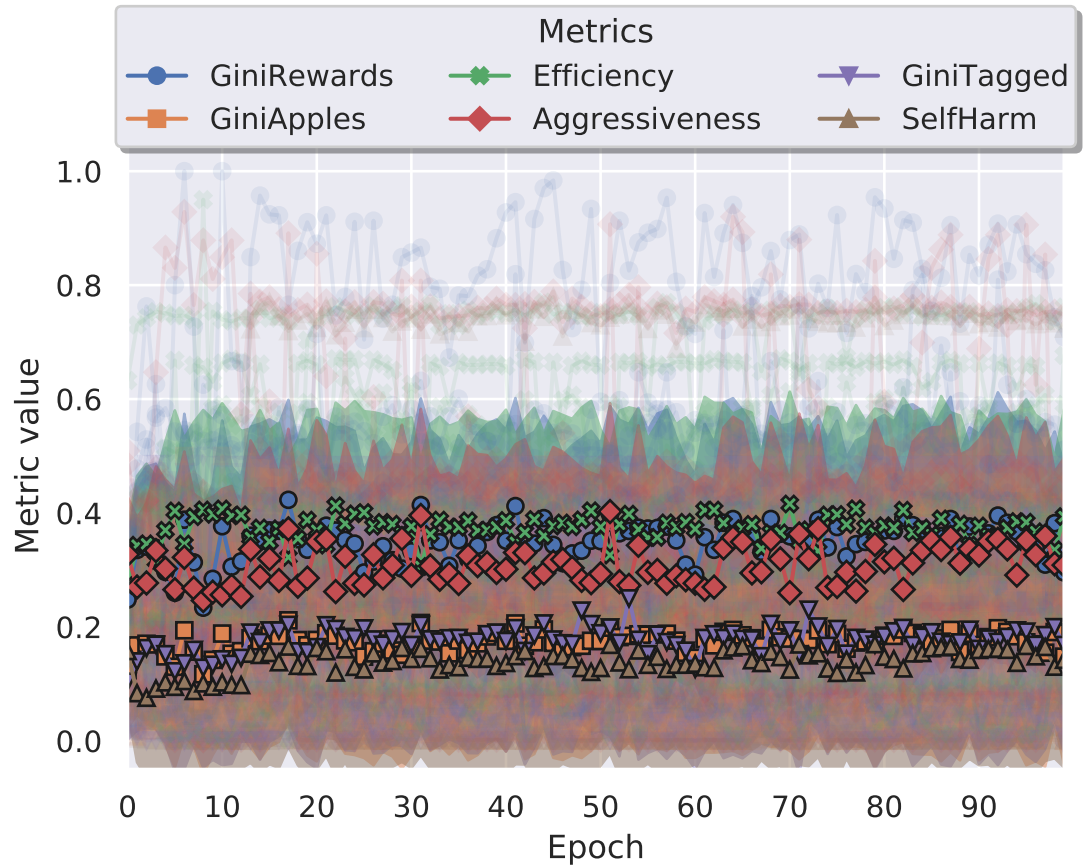 Metrics
GiniRewards Efficiency GiniTagged
GiniApples Aggressiveness SelfHarm
1.0
0.8
0.6
0.4
0.2
0.0
Metric value
0 10 20 30 40 50 60 70 80 90
Epoch